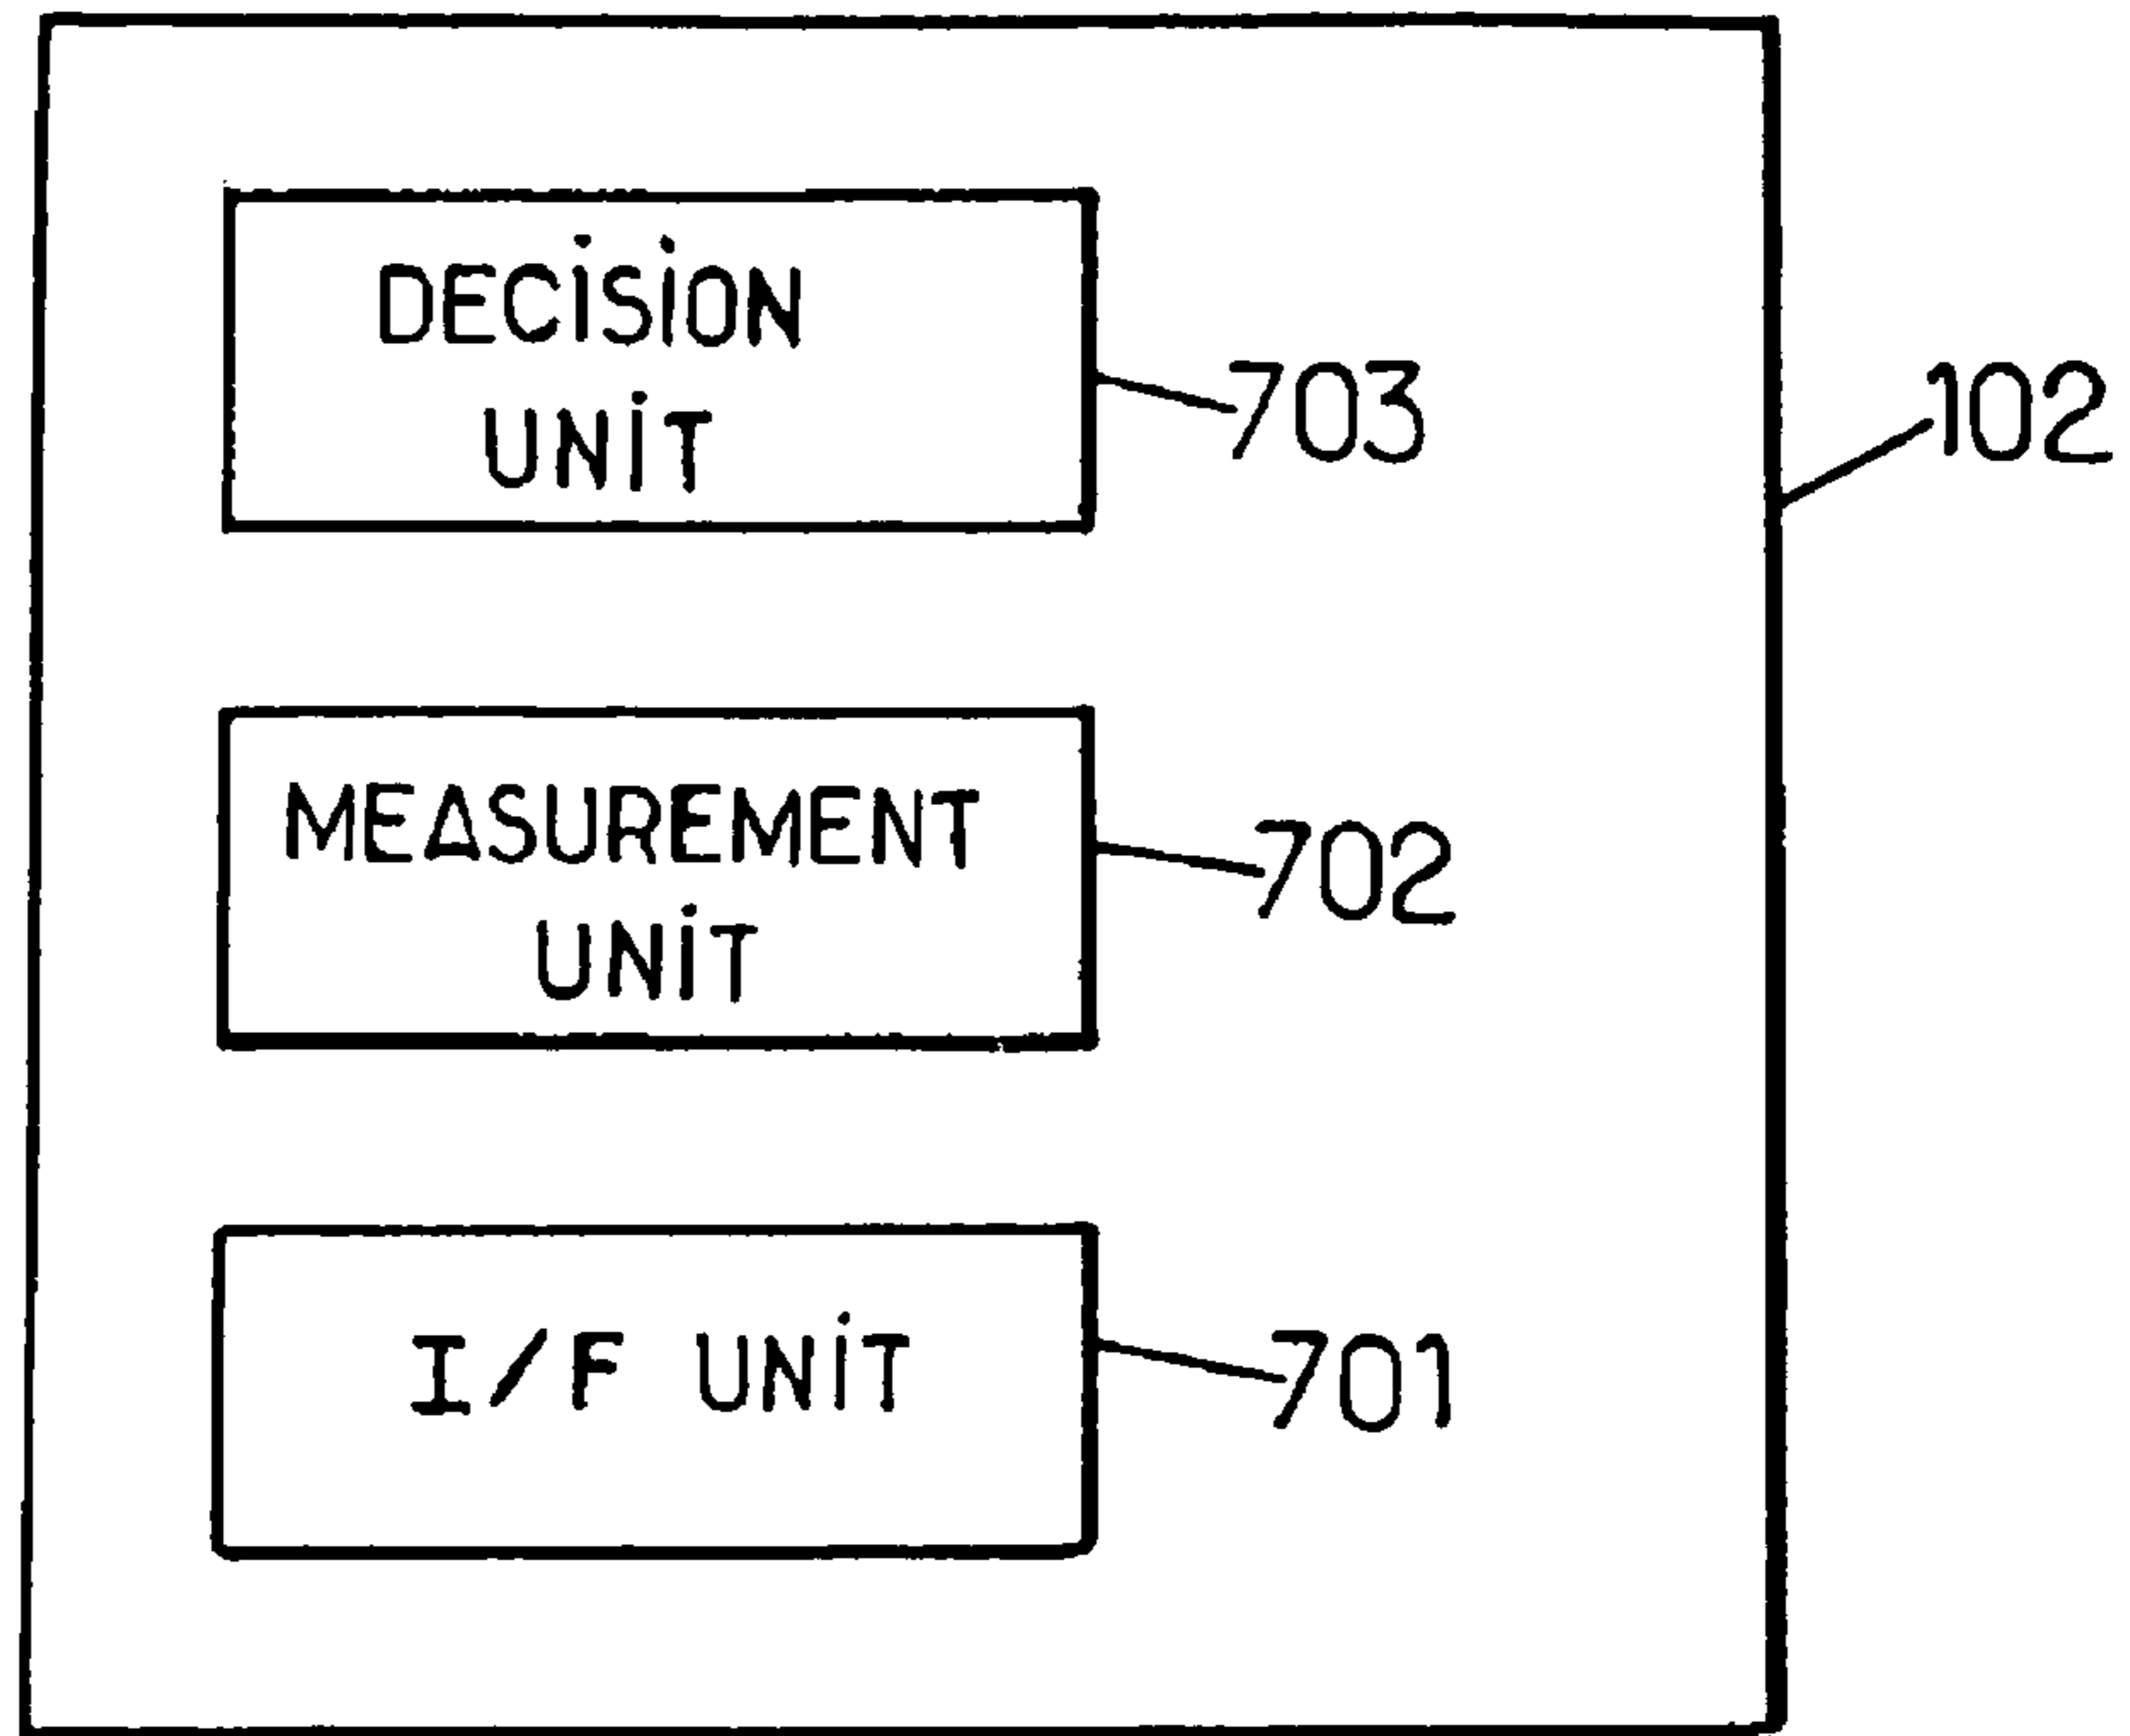 DECiSiON
UNiT
703
102
MEASUREMENT
UNiT
702
I/F UNiT
701